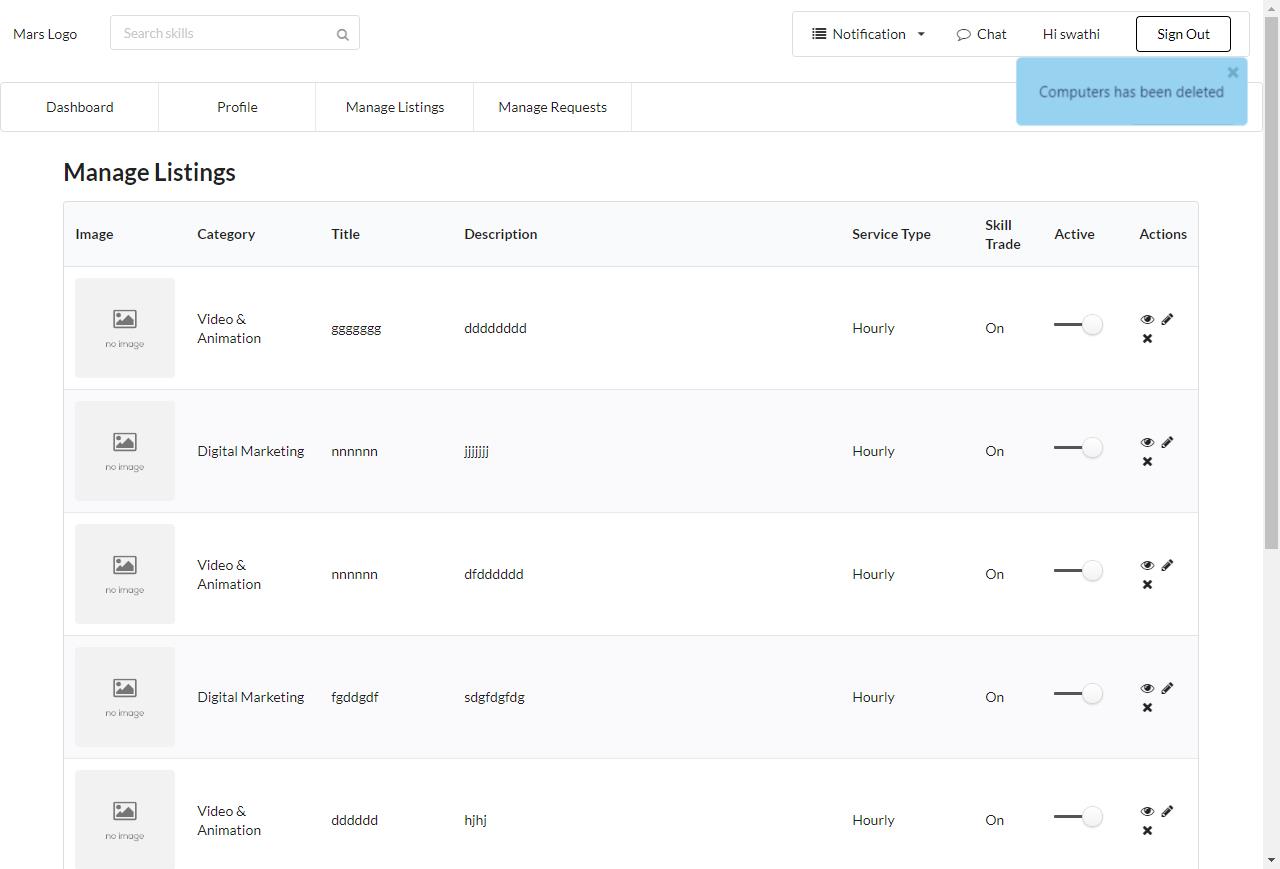 Mars Logo
Search skills
Notification
Chat
Hi swathi
Sign Out
Computers has been deleted
Dashboard
Profile
Manage Listings
Manage Requests
Manage Listings
Image
Category
Title
Description
Service Type
Skill
Trade
Active
Actions
no image
Video &
Animation
ggggggg
dddddddd
Hourly
On
no image
Digital Marketing
nnnnnn
jjjjjjj
Hourly
On
no image
Video &
Animation
nnnnnn
dfdddddd
Hourly
On
no image
Digital Marketing
fgddgdf
sdgfdgfdg
Hourly
On
no image
Video &
Animation
dddddd
hjhj
Hourly
On